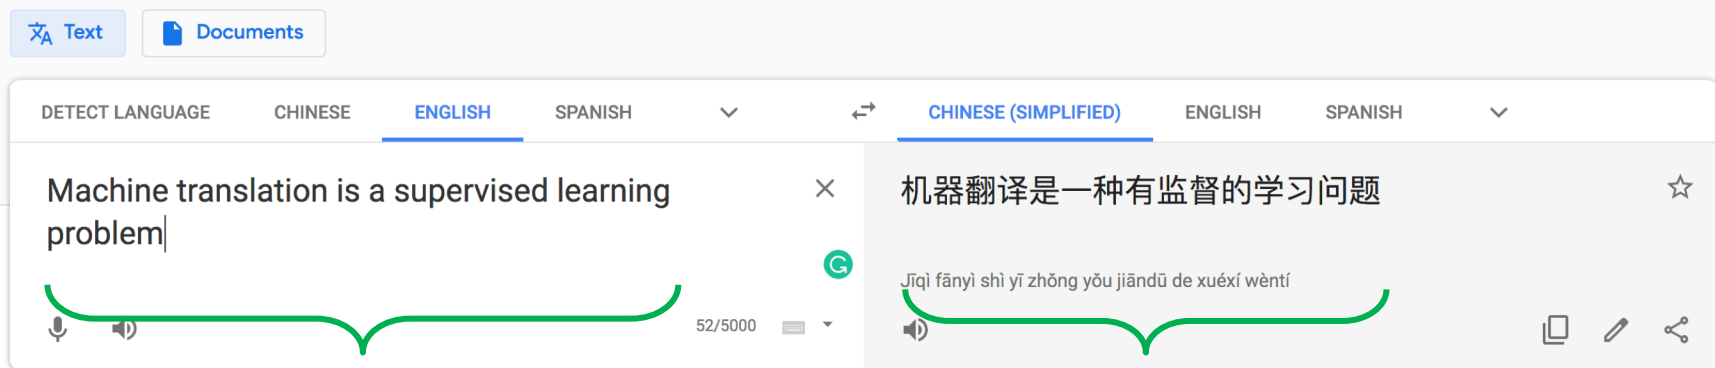 Text Documents
DETECT LANGUAGE CHINESE ENGLISH SPANISH CHINESE (SIMPLIFIED) ENGLISH SPANISH
Machine translation is a supervised learning
problem
52/5000
机器翻译是一种有监督的学习问题
Jīqì fānyì shì yī zhǒng yǒu jiāndū de xuéxí wèntí